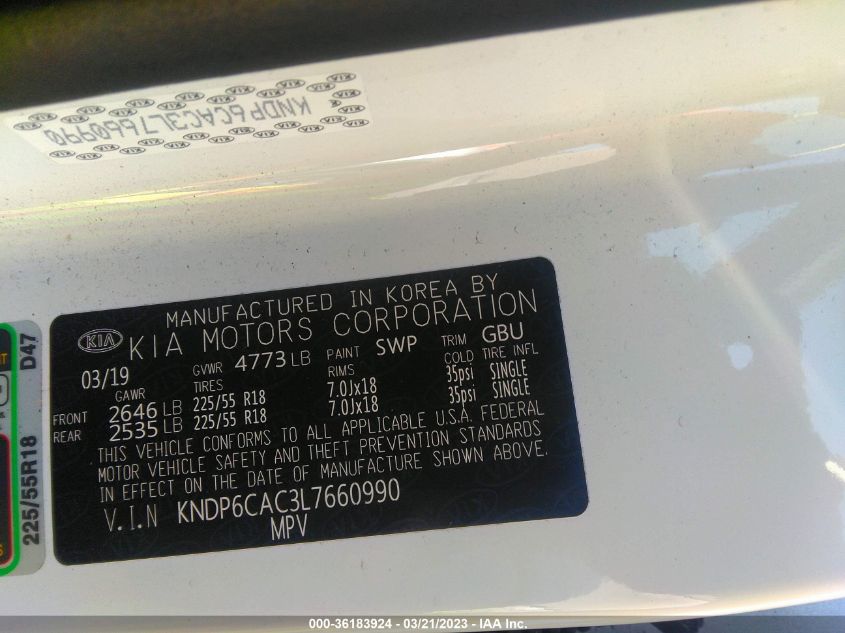 KNDP6CAC3L7660990
MANUFACTURED IN KOREA BY
KIA KIA MOTORS CORPORATION
03/19 GVWR 4773 LB PAINT SWP TRIM GBU
GAWR TIRES RIMS COLD TIRE INFL
FRONT 2646 LB 225/55 R18 7.0Jx18 35psi SINGLE
REAR 2535 LB 225/55 R18 7.0Jx18 35psi SINGLE
THIS VEHICLE CONFORMS TO ALL APPLICABLE U.S.A. FEDERAL
MOTOR VEHICLE SAFETY AND THEFT PREVENTION STANDARDS
IN EFFECT ON THE DATE OF MANUFACTURE SHOWN ABOVE.
V.I.N KNDP6CAC3L7660990
MPV
225/55R18 D47
000-36183924 - 03/21/2023 - IAA Inc.